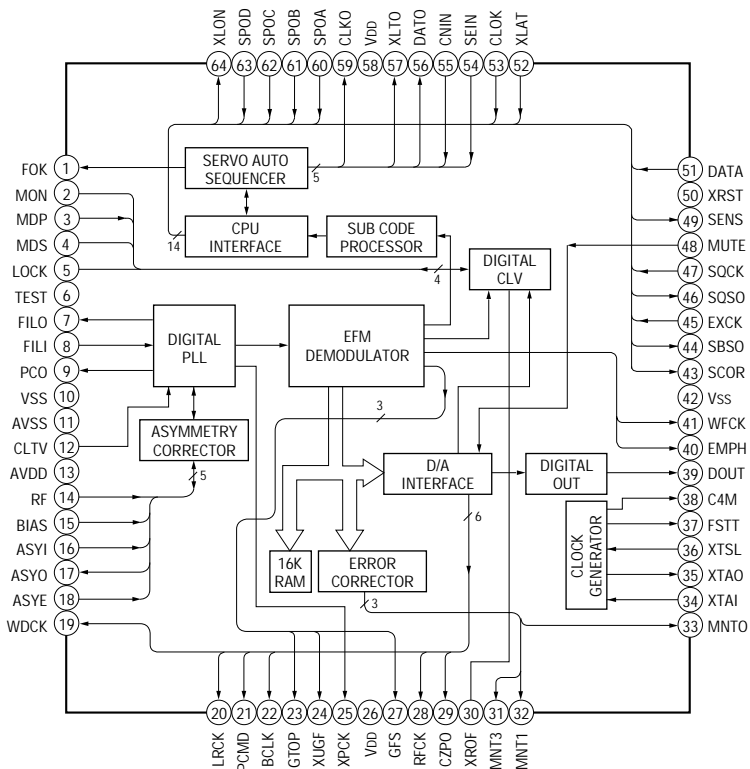 XLON
SPOD
SPOC
SPOB
SPOA
CLKO
VDD
XLTO
DATO
CNIN
SEIN
CLOK
XLAT
64 63 62 61 60 59 58 57 56 55 54 53 52
FOK 1
MON 2
MDP 3
MDS 4
LOCK 5
TEST 6
FILO 7
FILI 8
PCO 9
VSS 10
AVSS 11
CLTV 12
AVDD 13
RF 14
BIAS 15
ASYI 16
ASYO 17
ASYE 18
WDCK 19
SERVO AUTO
SEQUENCER
5
CPU
INTERFACE
14
SUB CODE
PROCESSOR
DIGITAL
CLV
4
DIGITAL
PLL
EFM
DEMODULATOR
3
ASYMMETRY
CORRECTOR
5
D/A
INTERFACE
6
DIGITAL
OUT
16K
RAM
ERROR
CORRECTOR
3
CLOCK
GENERATOR
51 DATA
50 XRST
49 SENS
48 MUTE
47 SQCK
46 SQSO
45 EXCK
44 SBSO
43 SCOR
42 Vss
41 WFCK
40 EMPH
39 DOUT
38 C4M
37 FSTT
36 XTSL
35 XTAO
34 XTAI
33 MNTO
20 21 22 23 24 25 26 27 28 29 30 31 32
LRCK
PCMD
BCLK
GTOP
XUGF
XPCK
VDD
GFS
RFCK
CZPO
XROF
MNT3
MNT1